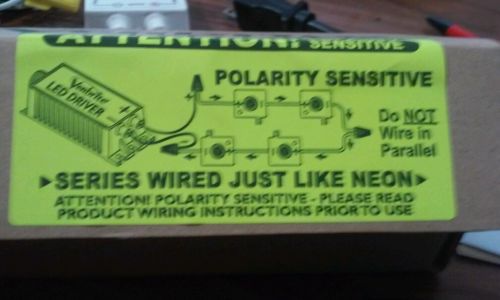 ATTENTION! SENSITIVE
POLARITY SENSITIVE
LED DRIVER
Do NOT
Wire in
Parallel
SERIES WIRED JUST LIKE NEON
ATTENTION! POLARITY SENSITIVE - PLEASE READ
PRODUCT WIRING INSTRUCTIONS PRIOR TO USE